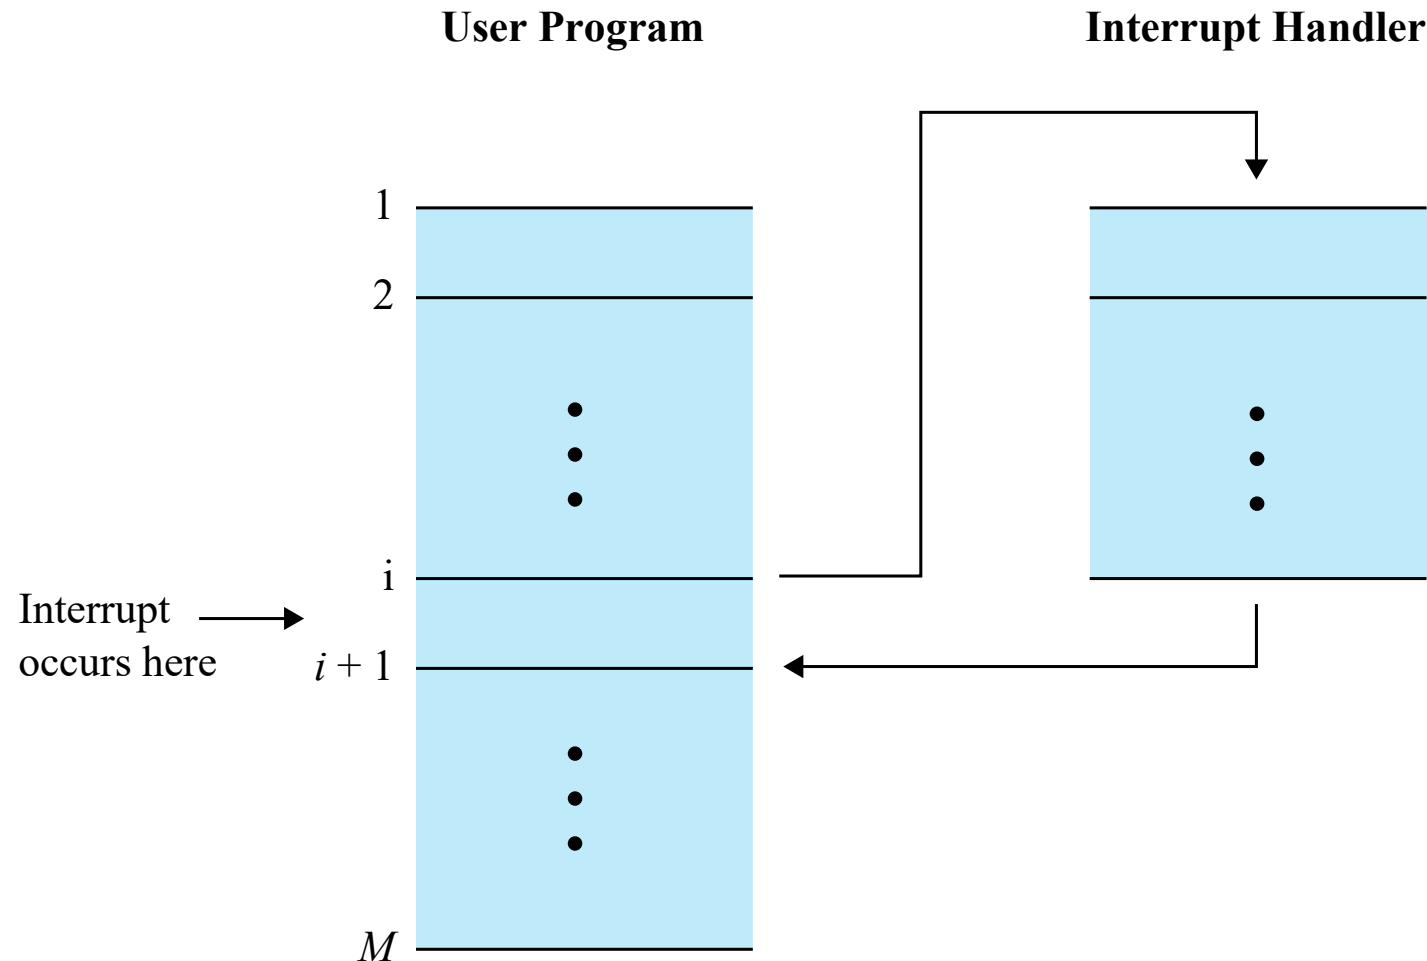 User Program
Interrupt Handler
1
2
i
Interrupt
occurs here
i + 1
M